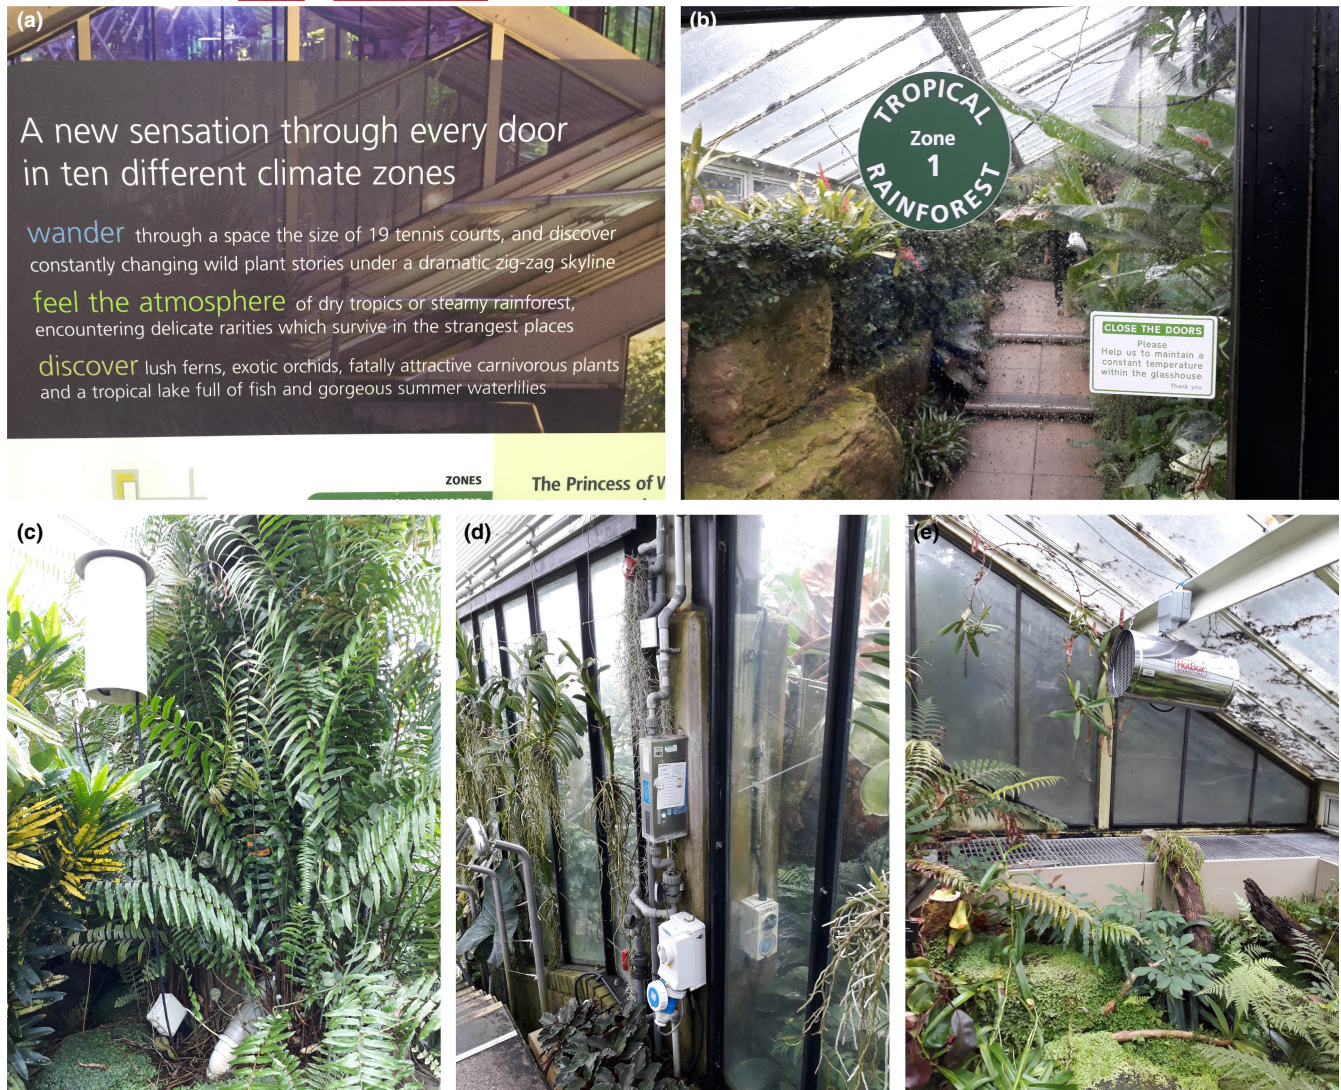 (a)
A new sensation through every door
in ten different climate zones
wander through a space the size of 19 tennis courts, and discover
constantly changing wild plant stories under a dramatic zig-zag skyline
feel the atmosphere of dry tropics or steamy rainforest,
encountering delicate rarities which survive in the strangest places
discover lush ferns, exotic orchids, fatally attractive carnivorous plants
and a tropical lake full of fish and gorgeous summer waterlilies
ZONES
The Princess of W
(b)
TROPICAL
Zone
1
RAINFOREST
CLOSE THE DOORS
Please
Help us to maintain a
constant temperature
within the glasshouse.
Thank you
(c)
(d)
(e)
HotBox